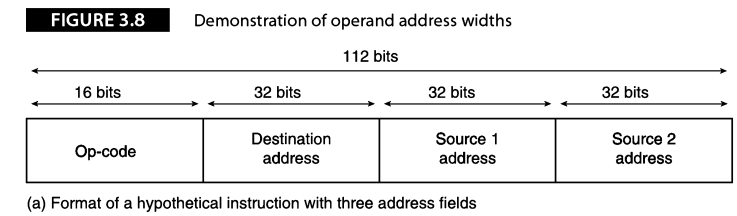 FIGURE 3.8 Demonstration of operand address widths
112 bits
16 bits 32 bits 32 bits 32 bits
Op-code
Destination
address
Source 1
address
Source 2
address
(a) Format of a hypothetical instruction with three address fields